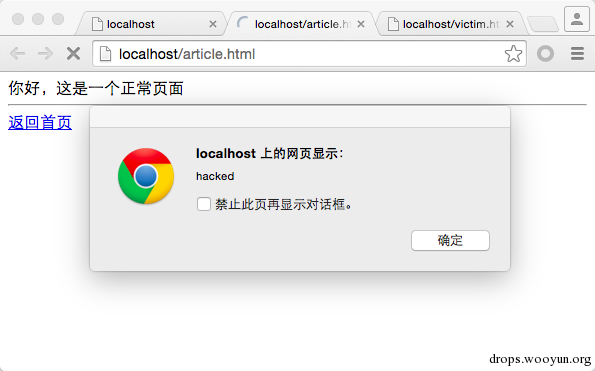 localhost
localhost/article.ht
localhost/victim.ht
localhost/article.html
你好，这是一个正常页面
返回首页
localhost 上的网页显示：
hacked
禁止此页再显示对话框。
确定
drops.wooyun.org